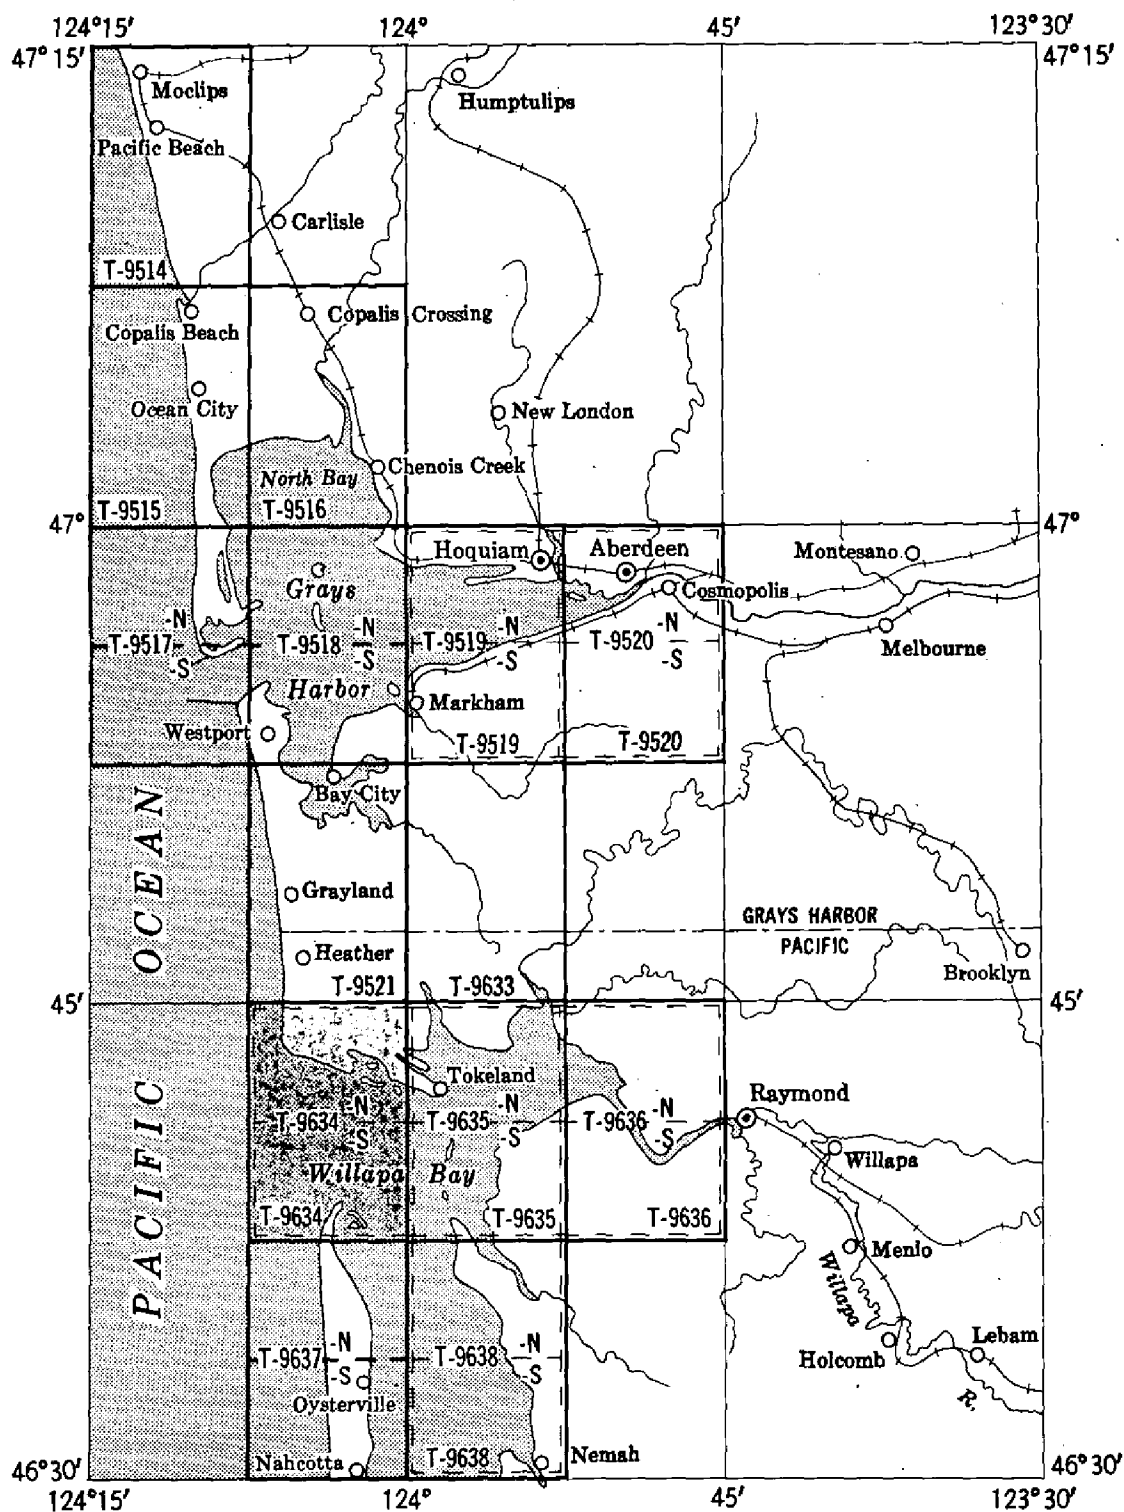 124°15' 124° 45' 123°30'
47°15' 47°15'
Moclips
Humptulips
Pacific Beach
Carlisle
T-9514
Copalis Beach
Copalis Crossing
Ocean City
New London
North Bay
Chenois Creek
T-9515
T-9516
47° 47°
Hoquiam
Aberdeen
Montesano
Grays
Cosmopolis
-N -N -N -N
T-9517 T-9518 T-9519 T-9520
-S -S -S -S
Melbourne
Harbor
Markham
Westport
T-9519
T-9520
Bay City
PACIFIC OCEAN
Grayland
GRAYS HARBOR
PACIFIC
Heather
Brooklyn
T-9521
T-9633
45' 45'
Tokeland
Raymond
-N -N -N
T-9634 T-9635 T-9636
-S -S -S
Willapa
Willapa Bay
T-9634
T-9635
T-9636
Menlo
Willapa
R.
Holcomb
Lebam
-N -N
T-9637 T-9638
-S -S
Oysterville
Nahcotta
T-9638
Nemah
46°30' 46°30'
124°15' 124° 45' 123°30'